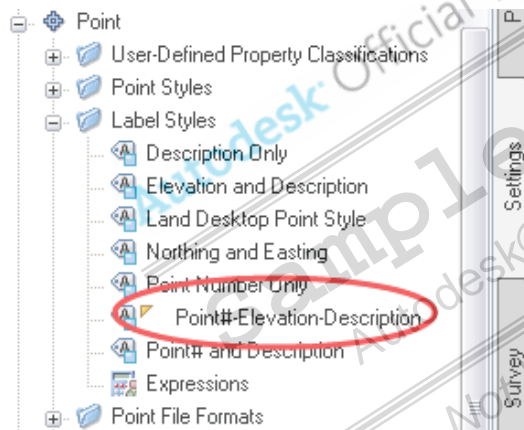 Point
User-Defined Property Classifications
Point Styles
Label Styles
Description Only
Elevation and Description
Land Desktop Point Style
Northing and Easting
Point Number Only
Point#-Elevation-Description
Point# and Description
Expressions
Point File Formats
Settings
Survey
Autodesk Official
Sample
Autodesk